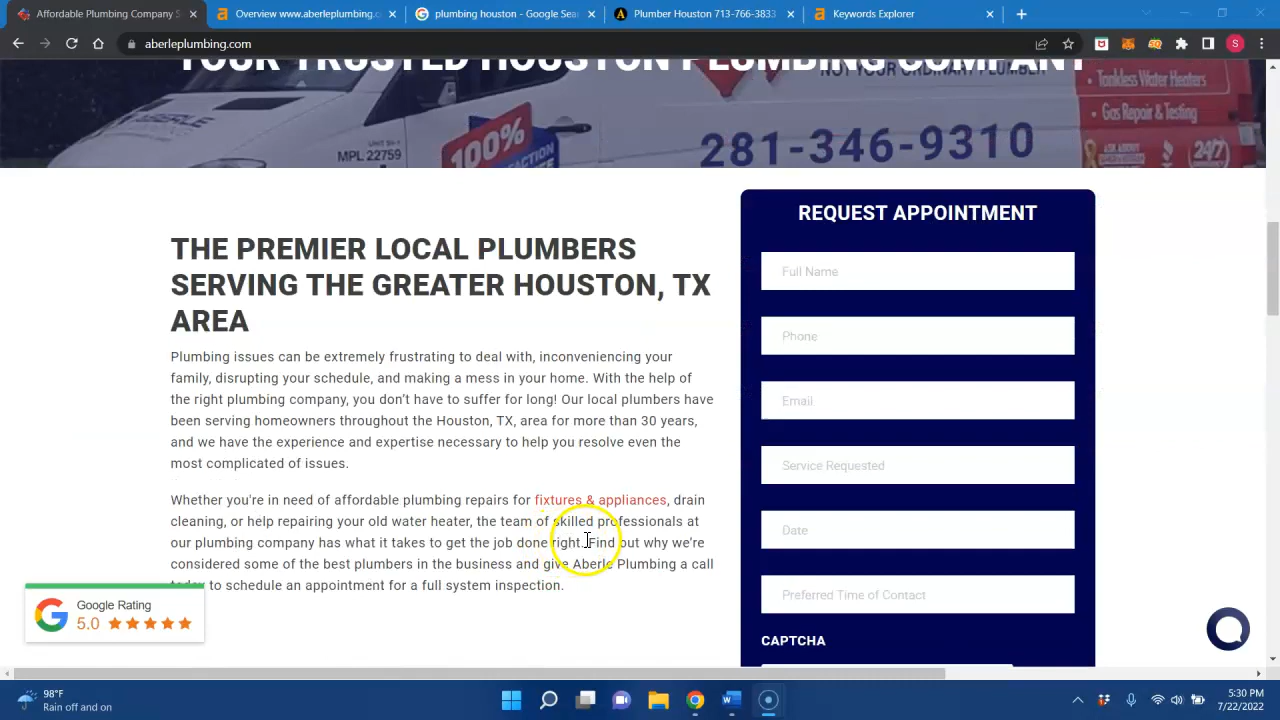 Affordable Plumbing Company S
Overview www.aberleplumbing.c
plumbing houston - Google Sear
Plumber Houston 713-766-3833
Keywords Explorer
aberleplumbing.com
YOUR TRUSTED HOUSTON PLUMBING COMPANY
NOT YOUR ORDINARY PLUMBER
Tankless Water Heaters
Gas Repair & Testing
MPL 22759
100%
SATISFACTION
281-346-9310
24/7
THE PREMIER LOCAL PLUMBERS
SERVING THE GREATER HOUSTON, TX
AREA
Plumbing issues can be extremely frustrating to deal with, inconveniencing your
family, disrupting your schedule, and making a mess in your home. With the help of
the right plumbing company, you don't have to suffer for long! Our local plumbers have
been serving homeowners throughout the Houston, TX, area for more than 30 years,
and we have the experience and expertise necessary to help you resolve even the
most complicated of issues.
Whether you're in need of affordable plumbing repairs for fixtures & appliances, drain
cleaning, or help repairing your old water heater, the team of skilled professionals at
our plumbing company has what it takes to get the job done right. Find out why we're
considered some of the best plumbers in the business and give Aberle Plumbing a call
today to schedule an appointment for a full system inspection.
REQUEST APPOINTMENT
Full Name
Phone
Email
Service Requested
Date
Preferred Time of Contact
CAPTCHA
Google Rating
5.0
98°F
Rain off and on
5:30 PM
7/22/2022